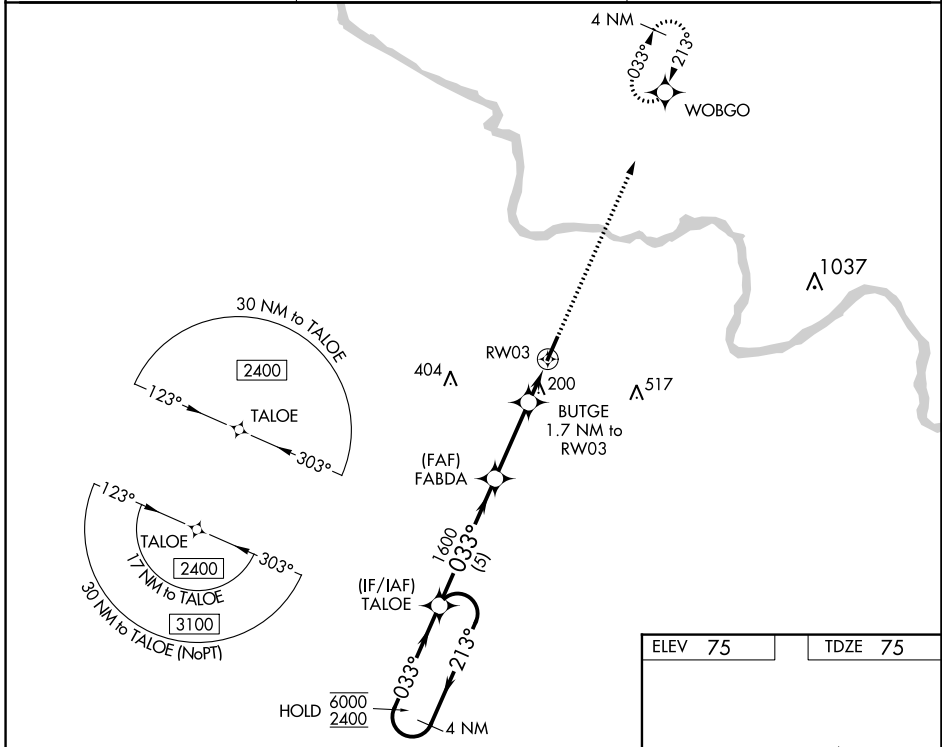 4 NM
033°
213°
WOBGO
1037
30 NM to TALOE
2400
123°
TALOE
303°
RW03
404
200
517
BUTGE
1.7 NM to
RW03
(FAF)
FABDA
123°
TALOE
303°
2400
17 NM to TALOE
3100
30 NM to TALOE (NoPT)
1600
033°
(5)
(IF/IAF)
TALOE
033°
213°
HOLD 6000
2400
4 NM
ELEV 75
TDZE 75